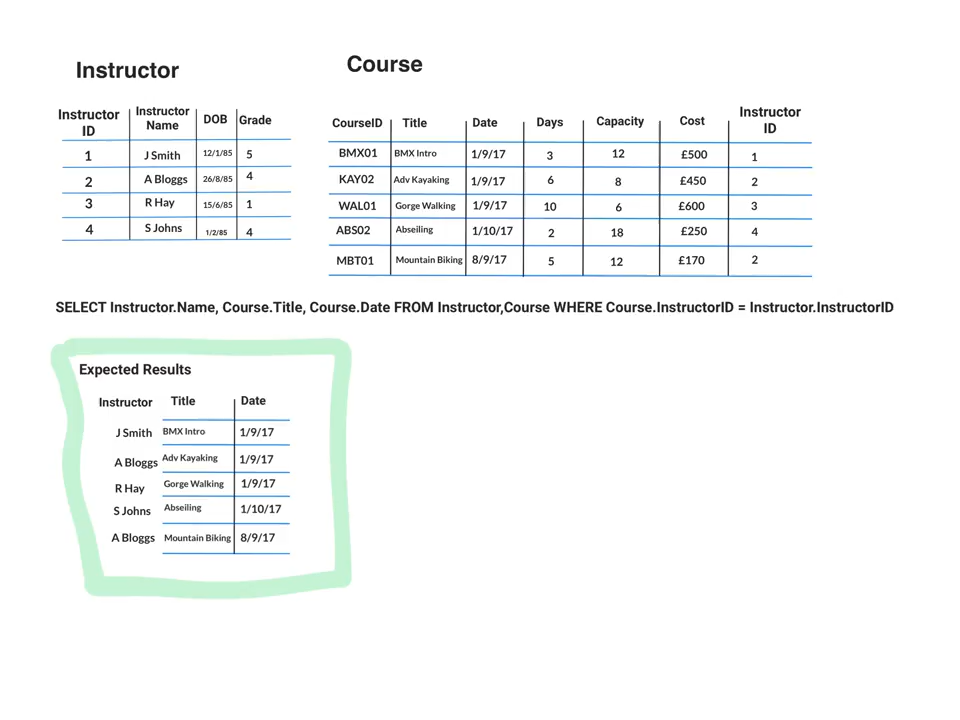 Instructor
Course
Instructor ID Instructor Name DOB Grade
1 J Smith 12/1/85 5
2 A Bloggs 26/8/85 4
3 R Hay 15/6/85 1
4 S Johns 1/2/85 4
CourseID Title Date Days Capacity Cost Instructor ID
BMX01 BMX Intro 1/9/17 3 12 £500 1
KAY02 Adv Kayaking 1/9/17 6 8 £450 2
WAL01 Gorge Walking 1/9/17 10 6 £600 3
ABS02 Abseiling 1/10/17 2 18 £250 4
MBT01 Mountain Biking 8/9/17 5 12 £170 2
SELECT Instructor.Name, Course.Title, Course.Date FROM Instructor,Course WHERE Course.InstructorID = Instructor.InstructorID
Expected Results
Instructor Title Date
J Smith BMX Intro 1/9/17
A Bloggs Adv Kayaking 1/9/17
R Hay Gorge Walking 1/9/17
S Johns Abseiling 1/10/17
A Bloggs Mountain Biking 8/9/17